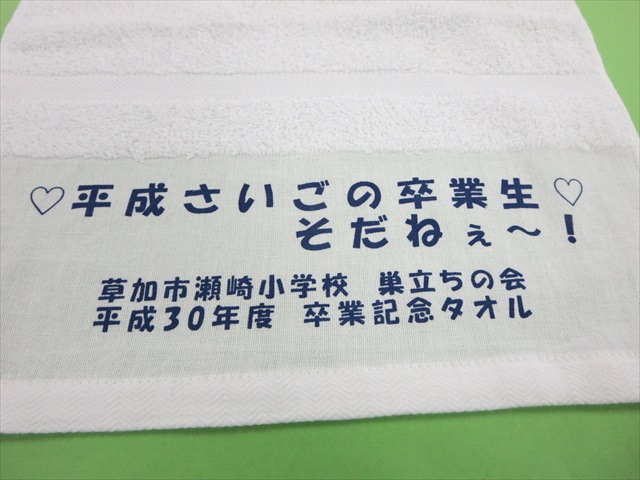 ♡平成さいごの卒業生♡
そだねぇ〜！
草加市瀬崎小学校 巣立ちの会
平成30年度 卒業記念タオル